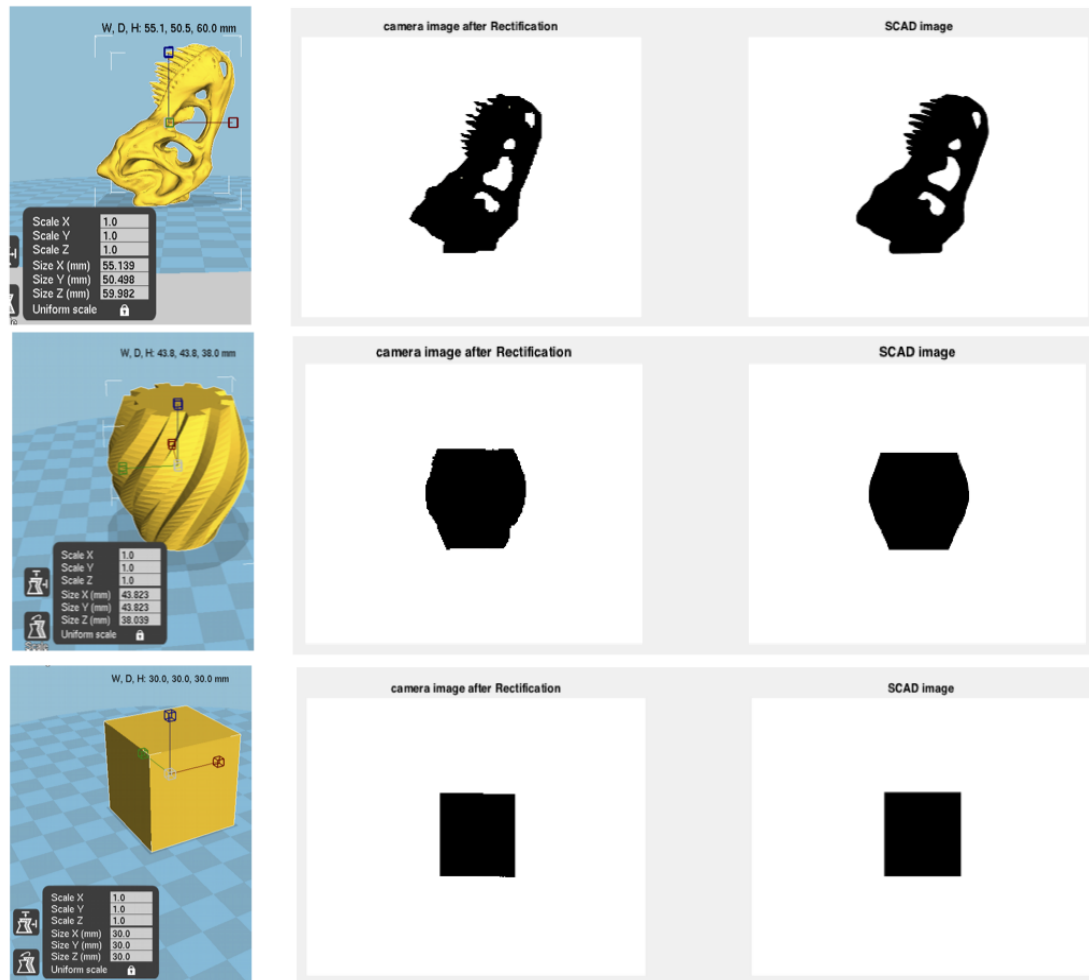 W, D, H: 55.1, 50.5, 60.0 mm
Scale X 1.0
Scale Y 1.0
Scale Z 1.0
Size X (mm) 55.139
Size Y (mm) 50.498
Size Z (mm) 59.982
Uniform scale
camera image after Rectification
SCAD image
W, D, H: 43.8, 43.8, 38.0 mm
Scale X 1.0
Scale Y 1.0
Scale Z 1.0
Size X (mm) 43.823
Size Y (mm) 43.823
Size Z (mm) 38.039
Uniform scale
camera image after Rectification
SCAD image
W, D, H: 30.0, 30.0, 30.0 mm
Scale X 1.0
Scale Y 1.0
Scale Z 1.0
Size X (mm) 30.0
Size Y (mm) 30.0
Size Z (mm) 30.0
Uniform scale
camera image after Rectification
SCAD image